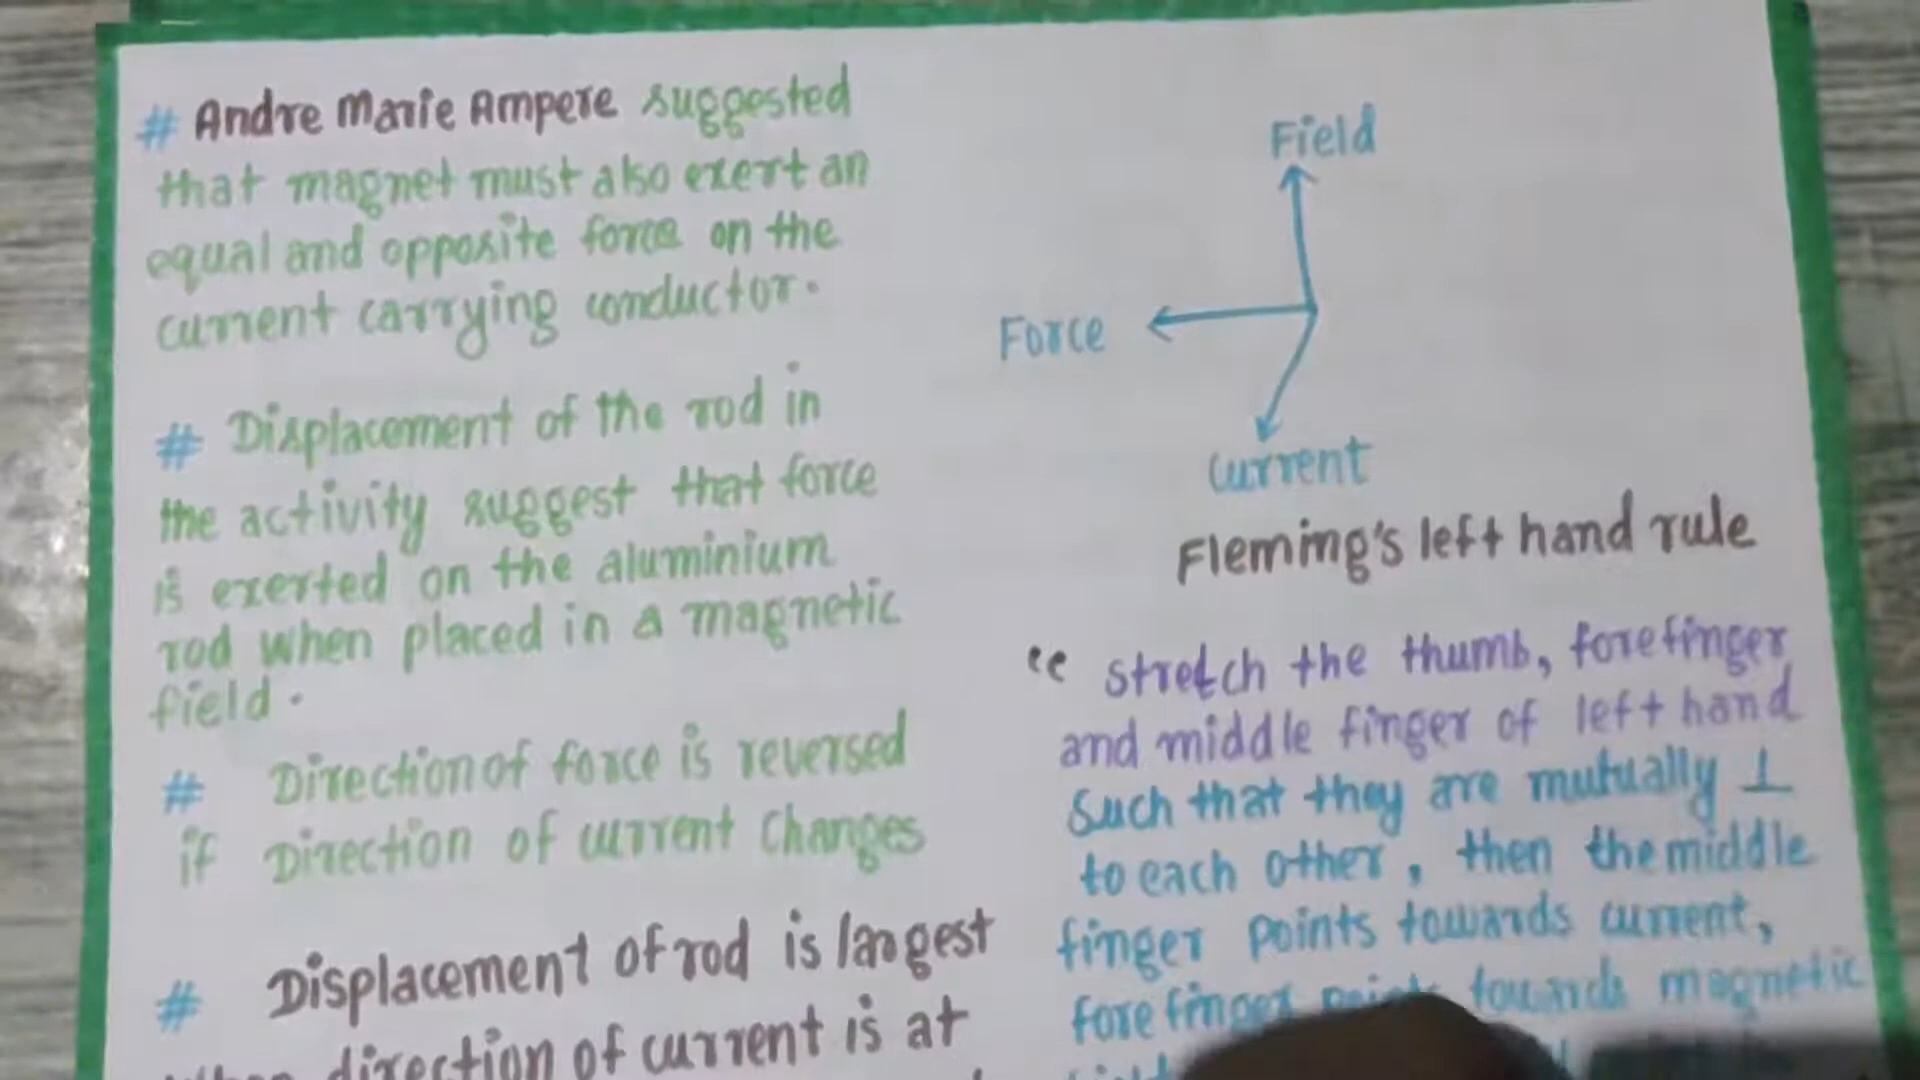 # Andre Marie Ampere suggested
that magnet must also exert an
equal and opposite force on the
current carrying conductor.
# Displacement of the rod in
the activity suggest that force
is exerted on the aluminium
rod when placed in a magnetic
field.
# Direction of force is reversed
if Direction of current Changes
# Displacement of rod is largest
When direction of current is at
Field
Force
Current
Fleming's left hand rule
“ stretch the thumb, forefinger
and middle finger of left hand
Such that they are mutually ⊥
to each other, then the middle
finger points towards current,
fore finger points towards magnetic